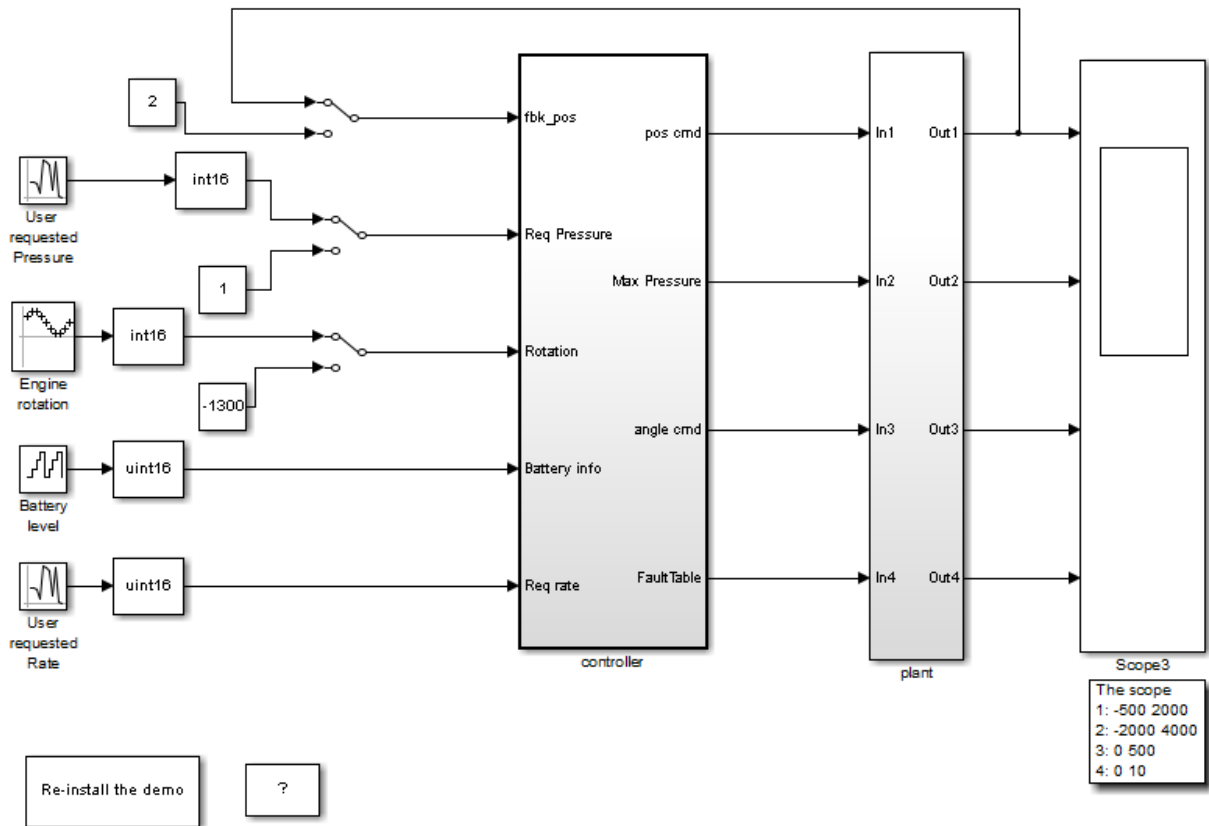 2
fbk_pos
pos cmd
In1
Out1
int16
User
requested
Pressure
Req Pressure
1
Max Pressure
In2
Out2
int16
Engine
rotation
Rotation
-1300
angle cmd
In3
Out3
uint16
Battery
level
Battery info
uint16
User
requested
Rate
Req rate
FaultTable
In4
Out4
controller
plant
Scope3
The scope
1: -500 2000
2: -2000 4000
3: 0 500
4: 0 10
Re-install the demo
?